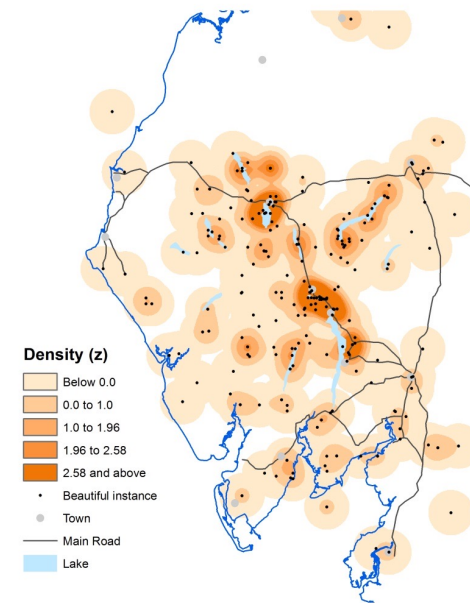 Density (z)
Below 0.0
0.0 to 1.0
1.0 to 1.96
1.96 to 2.58
2.58 and above
Beautiful instance
Town
Main Road
Lake